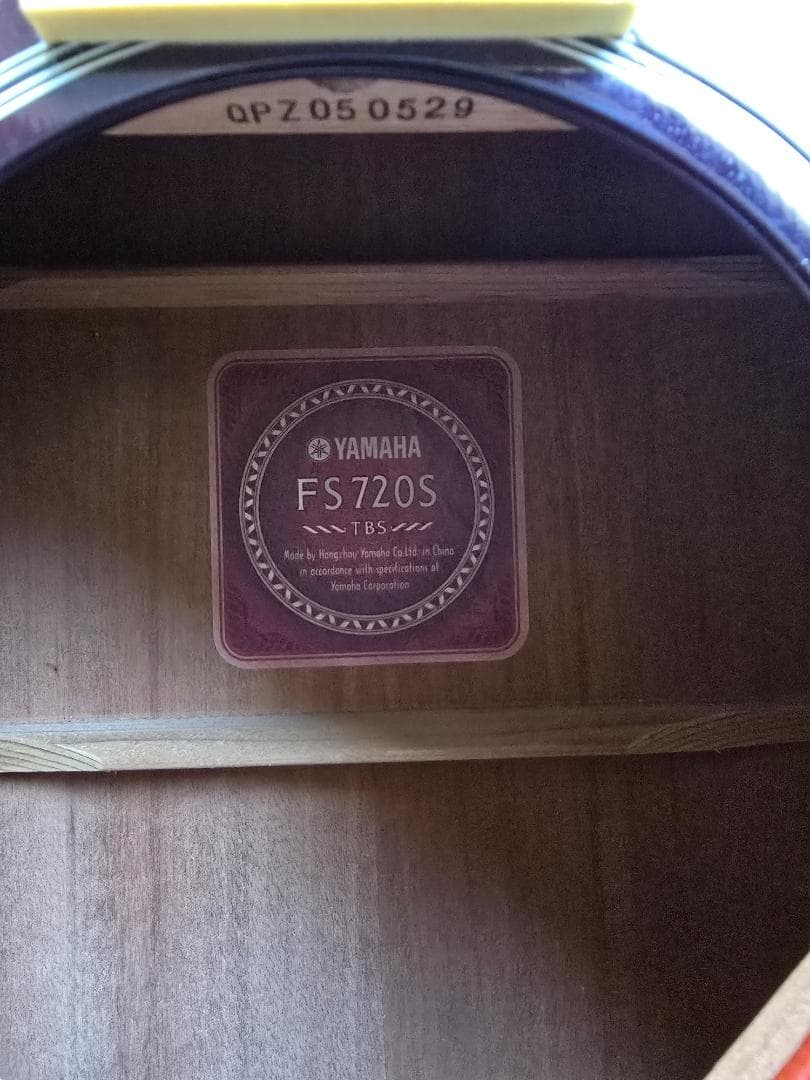 QPZ050529
YAMAHA
FS720S
TBS
Made by Hangzhou Yamaha Co.Ltd. in China
in accordance with specifications of
Yamaha Corporation